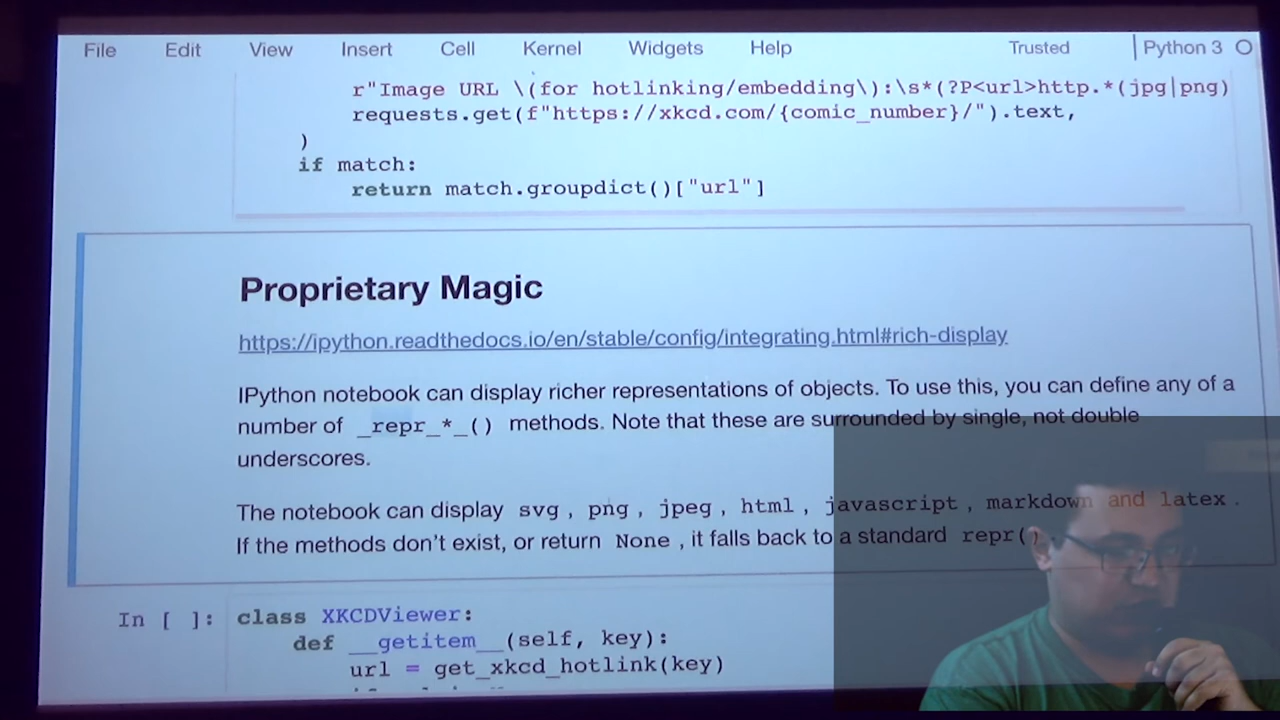 File Edit View Insert Cell Kernel Widgets Help Trusted Python 3
r"Image URL \(for hotlinking/embedding\):\s*(?P<url>http.*(jpg|png)
requests.get(f"https://xkcd.com/{comic_number}/").text,
)
if match:
return match.groupdict()["url"]
Proprietary Magic
https://ipython.readthedocs.io/en/stable/config/integrating.html#rich-display
IPython notebook can display richer representations of objects. To use this, you can define any of a
number of _repr_*_() methods. Note that these are surrounded by single, not double
underscores.
The notebook can display svg, png, jpeg, html, javascript, markdown and latex.
If the methods don't exist, or return None, it falls back to a standard repr()
In [ ]: class XKCDViewer:
def __getitem__(self, key):
url = get_xkcd_hotlink(key)